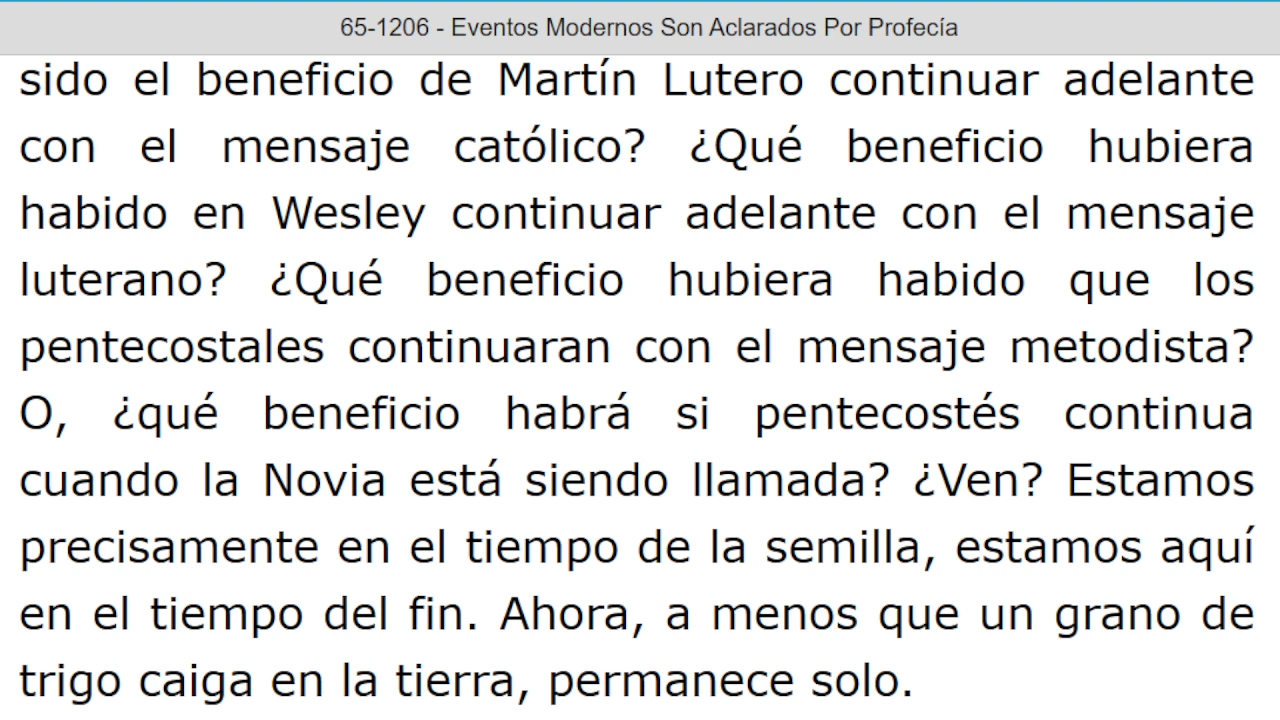 65-1206 - Eventos Modernos Son Aclarados Por Profecía
sido el beneficio de Martín Lutero continuar adelante
con el mensaje católico? ¿Qué beneficio hubiera
habido en Wesley continuar adelante con el mensaje
luterano? ¿Qué beneficio hubiera habido que los
pentecostales continuaran con el mensaje metodista?
O, ¿qué beneficio habrá si pentecostés continua
cuando la Novia está siendo llamada? ¿Ven? Estamos
precisamente en el tiempo de la semilla, estamos aquí
en el tiempo del fin. Ahora, a menos que un grano de
trigo caiga en la tierra, permanece solo.